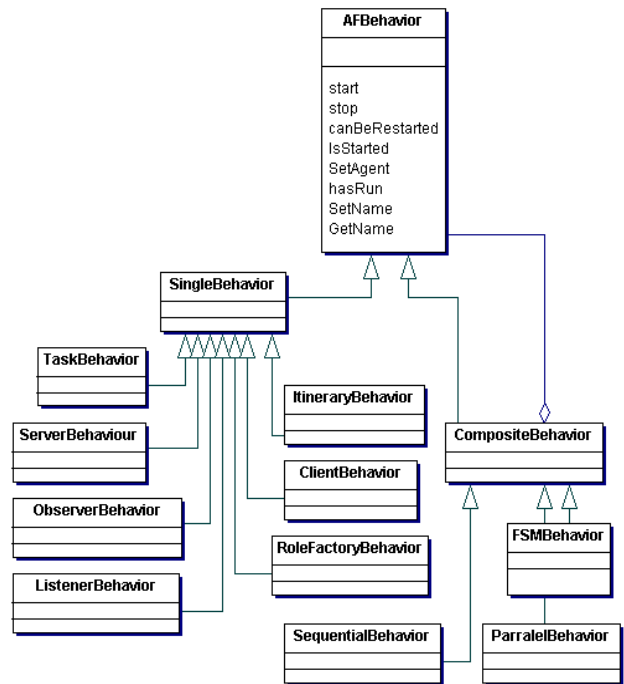 AFBehavior
start
stop
canBeRestarted
IsStarted
SetAgent
hasRun
SetName
GetName
SingleBehavior
TaskBehavior
ItineraryBehavior
ServerBehaviour
CompositeBehavior
ClientBehavior
ObserverBehavior
FSMBehavior
RoleFactoryBehavior
ListenerBehavior
SequentialBehavior
ParralelBehavior